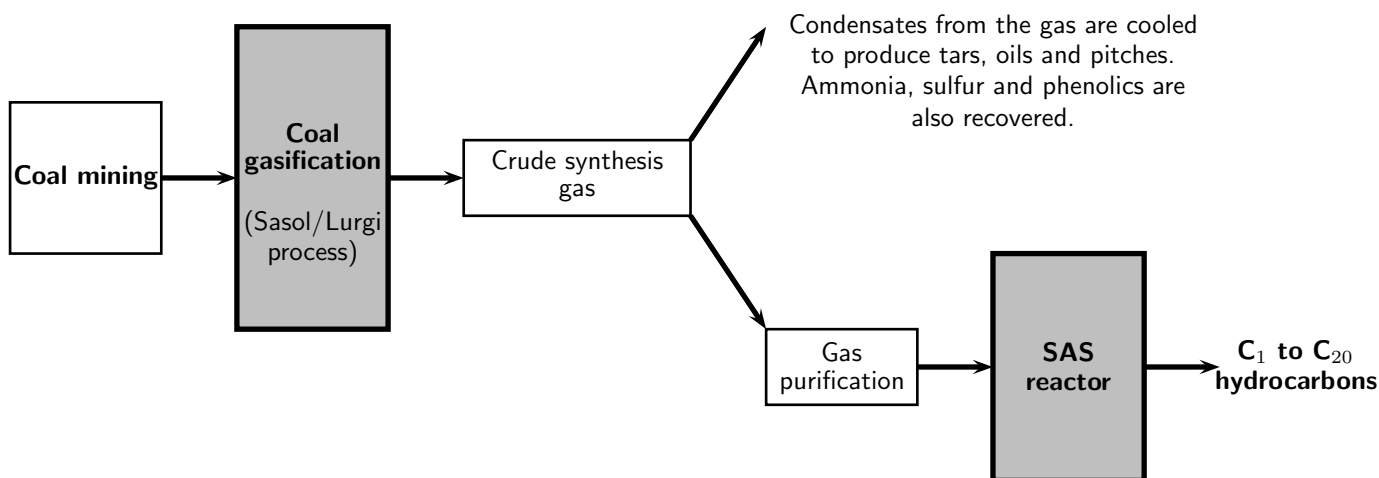 Condensates from the gas are cooled
to produce tars, oils and pitches.
Ammonia, sulfur and phenolics are
also recovered.
Coal mining
Coal
gasification
(Sasol/Lurgi
process)
Crude synthesis
gas
Gas
purification
SAS
reactor
C₁ to C₂₀
hydrocarbons